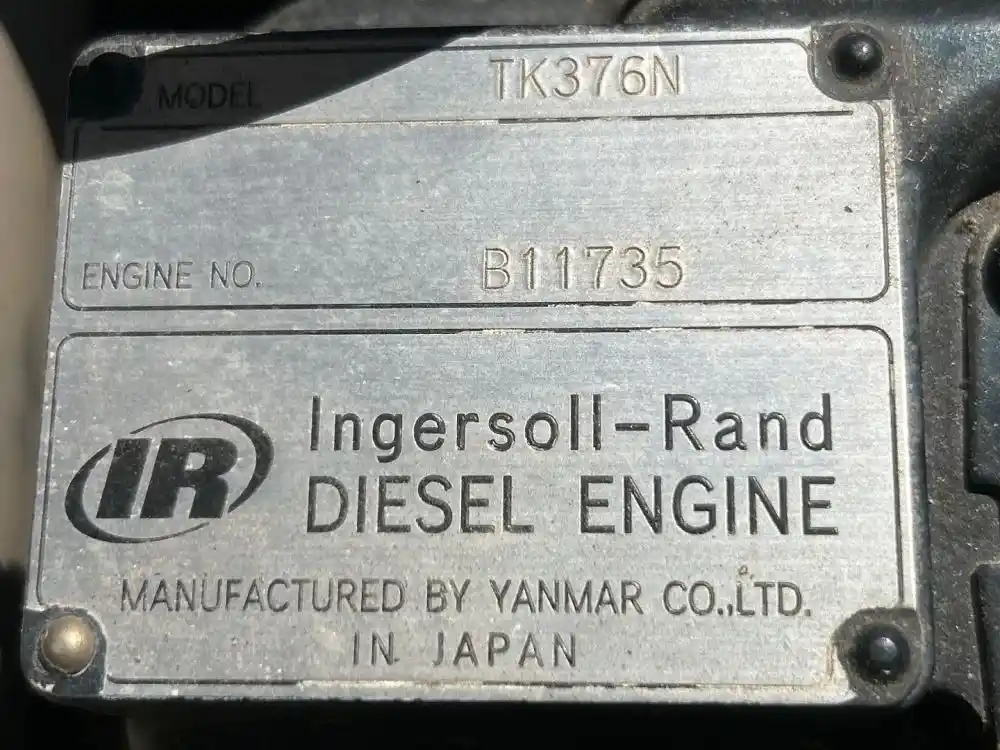 MODEL TK376N
ENGINE NO. B11735
IR Ingersoll-Rand
DIESEL ENGINE
MANUFACTURED BY YANMAR CO.,LTD.
IN JAPAN